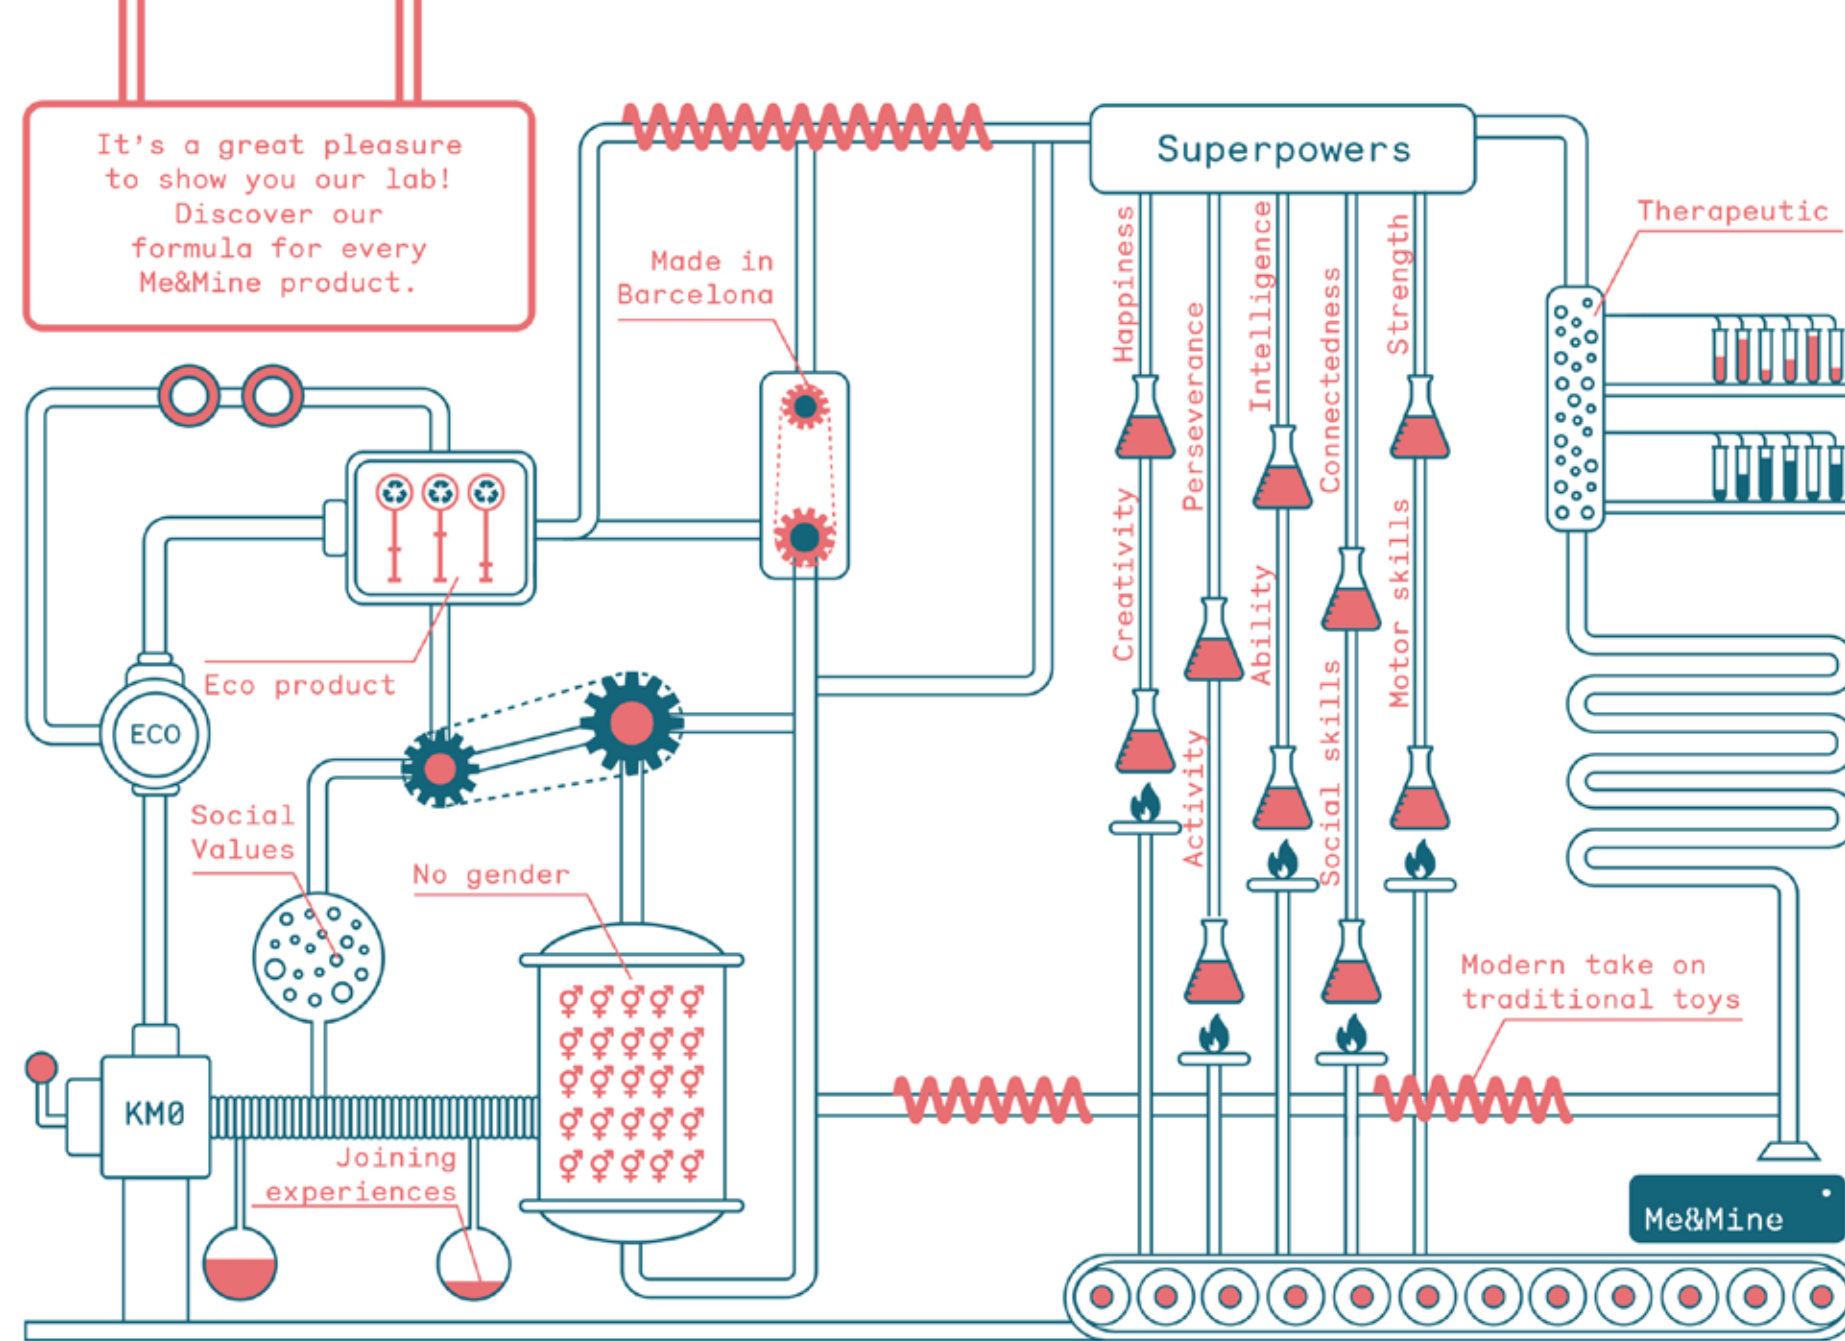 It's a great pleasure
to show you our lab!
Discover our
formula for every
Me&Mine product.
Superpowers
Made in
Barcelona
Therapeutic
Happiness
Perseverance
Intelligence
Connectedness
Strength
Creativity
Activity
Ability
Social skills
Motor skills
Eco product
ECO
Social
Values
No gender
Modern take on
traditional toys
KM0
Joining
experiences
Me&Mine